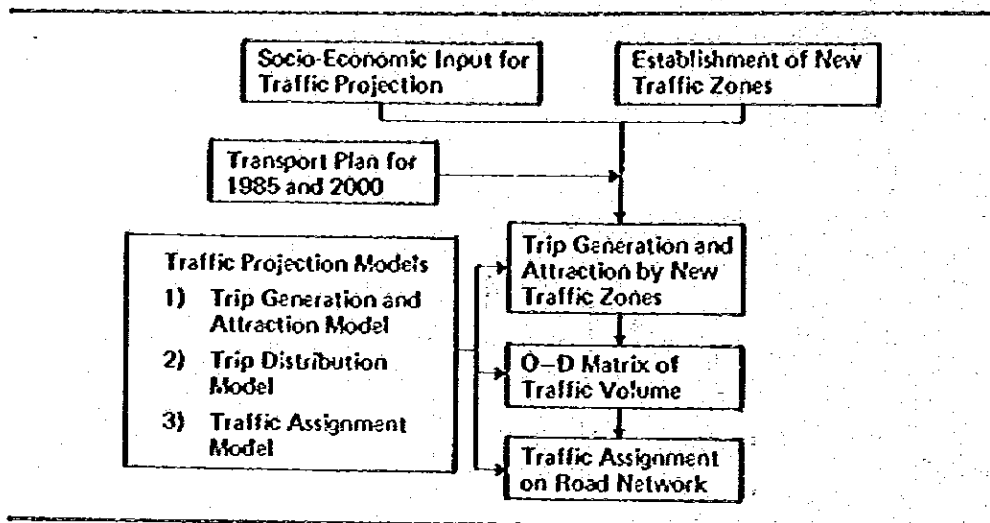 Socio-Economic Input for
Traffic Projection
Establishment of New
Traffic Zones
Transport Plan for
1985 and 2000
Traffic Projection Models
1) Trip Generation and
Attraction Model
2) Trip Distribution
Model
3) Traffic Assignment
Model
Trip Generation and
Attraction by New
Traffic Zones
O–D Matrix of
Traffic Volume
Traffic Assignment
on Road Network